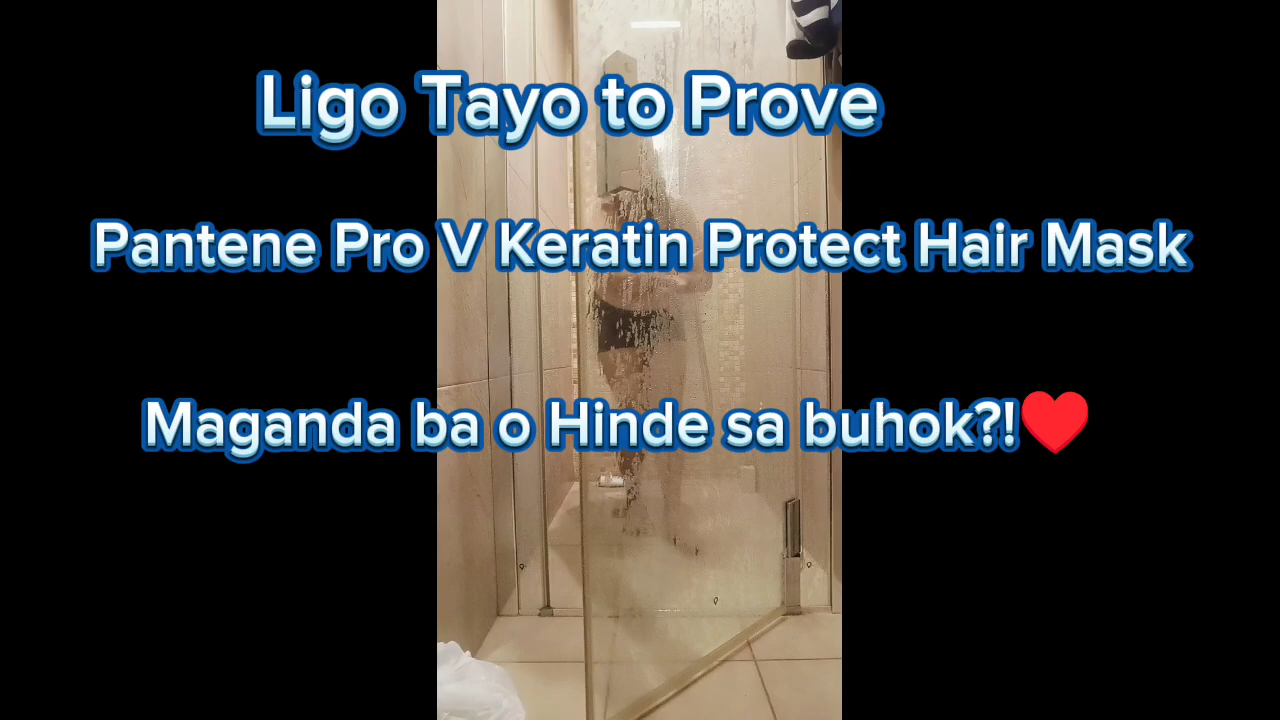 Ligo Tayo to Prove
Pantene Pro V Keratin Protect Hair Mask
Maganda ba o Hinde sa buhok?!❤